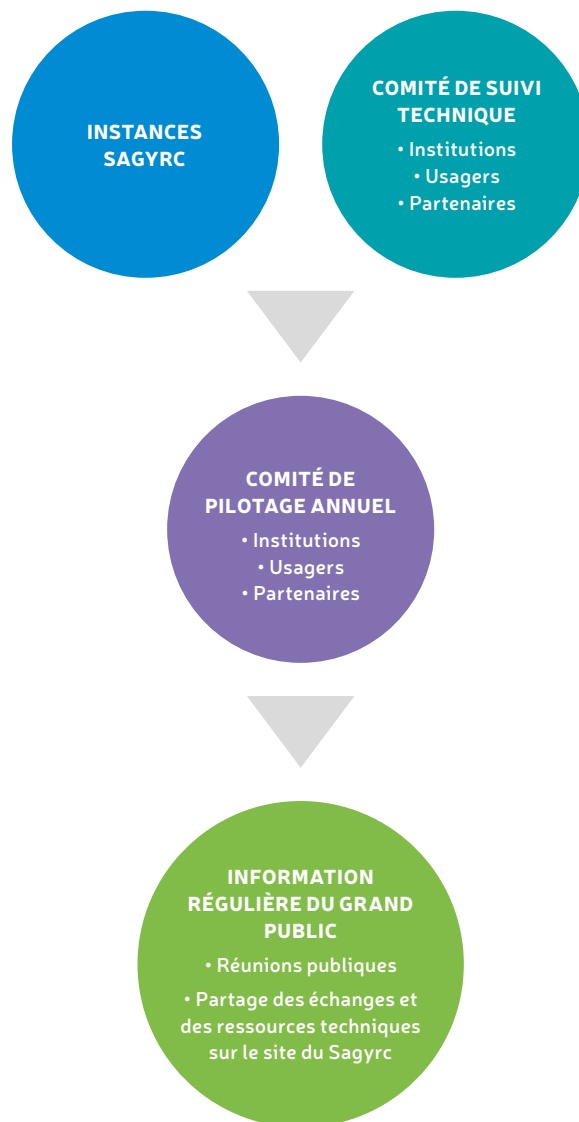 INSTANCES
SAGYRC
COMITÉ DE SUIVI
TECHNIQUE
• Institutions
• Usagers
• Partenaires
COMITÉ DE
PILOTAGE ANNUEL
• Institutions
• Usagers
• Partenaires
INFORMATION
RÉGULIÈRE DU GRAND
PUBLIC
• Réunions publiques
• Partage des échanges et
des ressources techniques
sur le site du Sagyrc